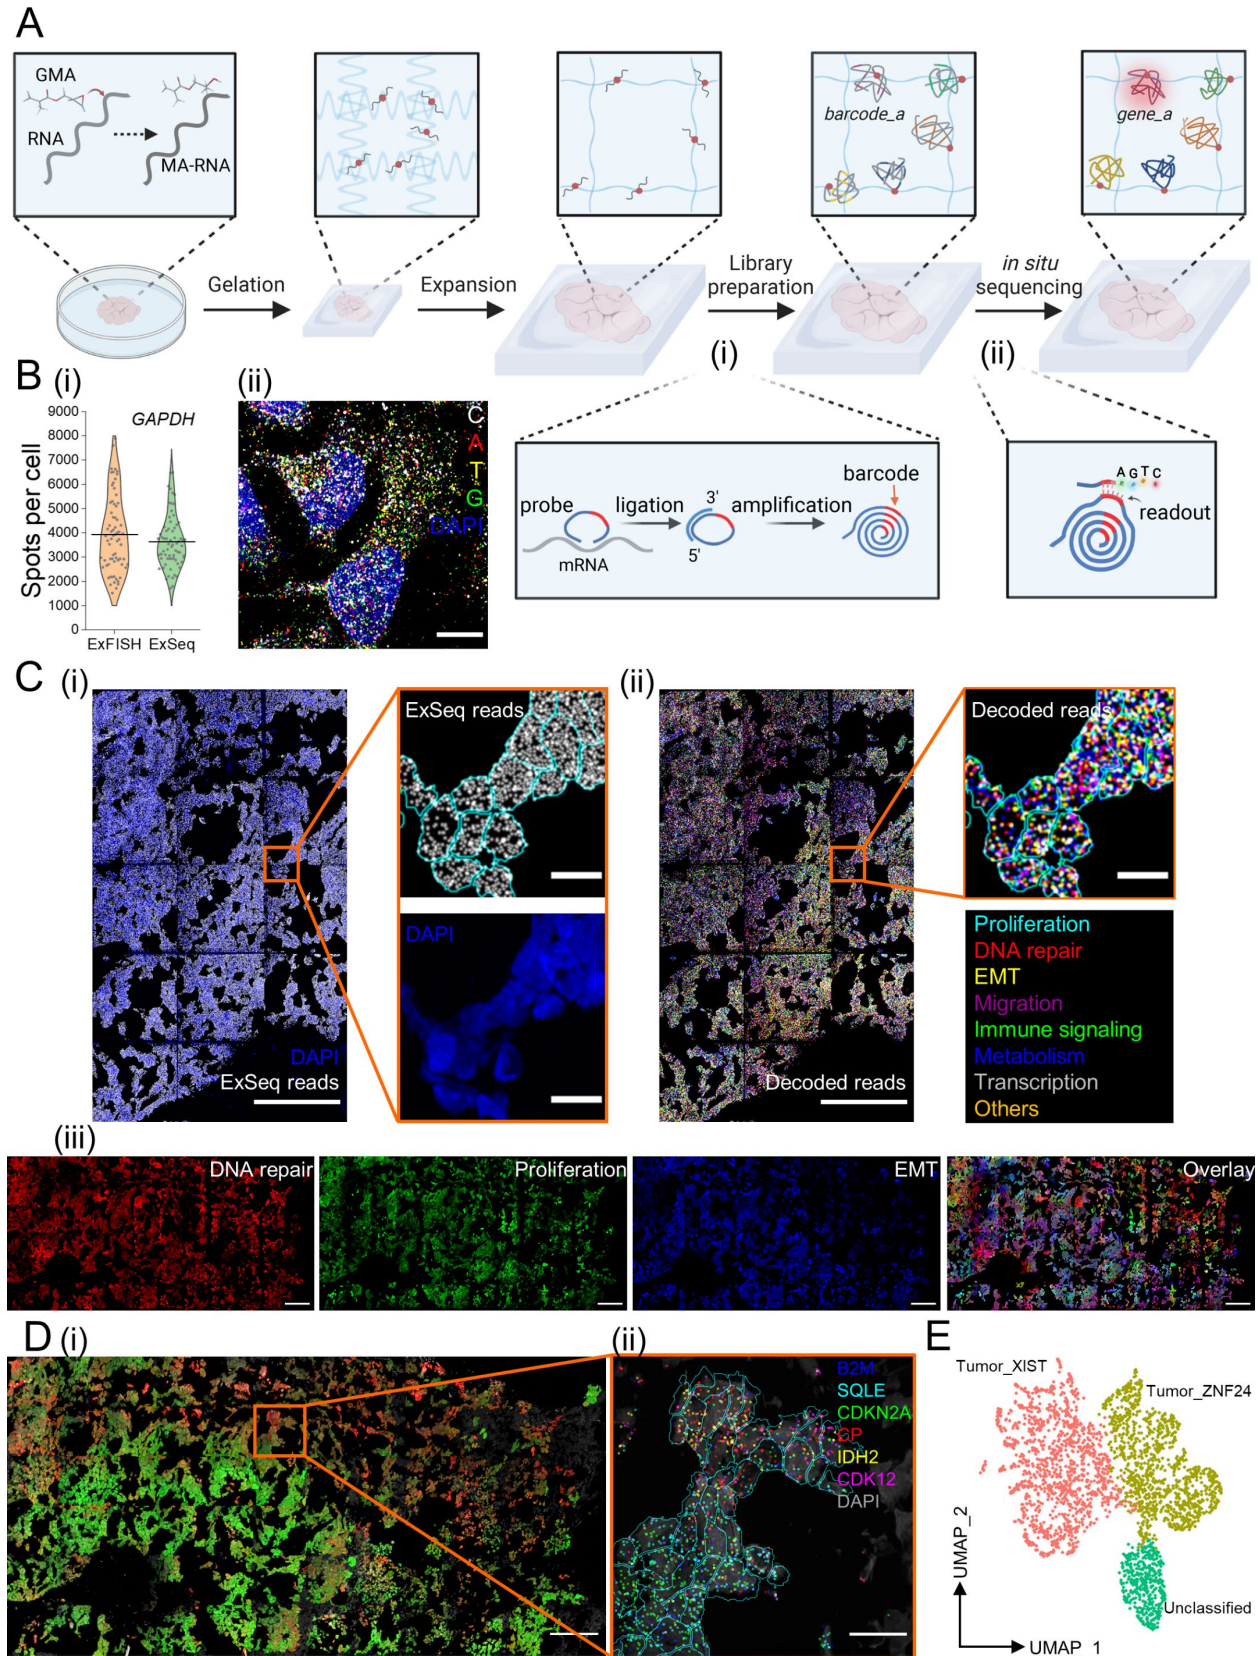 A
GMA
RNA
MA-RNA
barcode_a
gene_a
Gelation
Expansion
Library
preparation
in situ
sequencing
(i)
(ii)
probe
ligation
3'
5'
amplification
barcode
mRNA
A G T C
readout
B
(i)
GAPDH
Spots per cell
9000
8000
7000
6000
5000
4000
3000
2000
1000
0
ExFISH
ExSeq
(ii)
C
A
T
G
DAPI
C
(i)
DAPI
ExSeq reads
ExSeq reads
DAPI
(ii)
Decoded reads
Decoded reads
Proliferation
DNA repair
EMT
Migration
Immune signaling
Metabolism
Transcription
Others
(iii)
DNA repair
Proliferation
EMT
Overlay
D
(i)
(ii)
B2M
SQLE
CDKN2A
CP
IDH2
CDK12
DAPI
E
Tumor_XIST
Tumor_ZNF24
Unclassified
UMAP_2
UMAP_1